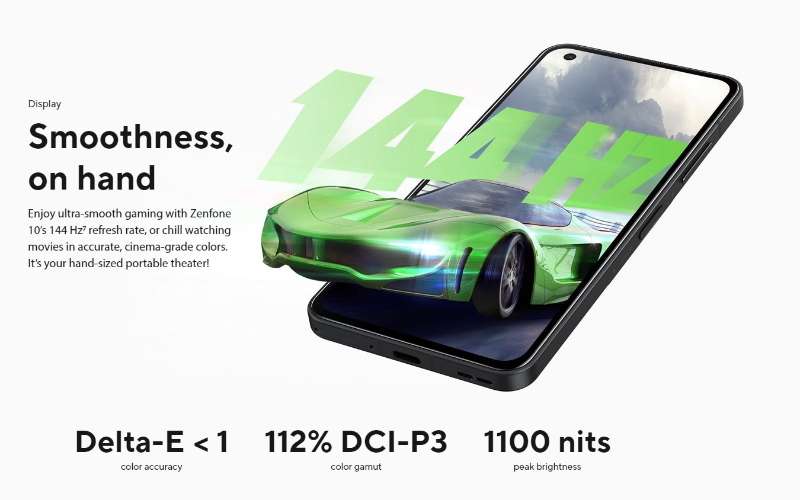 Display
Smoothness,
on hand
Enjoy ultra-smooth gaming with Zenfone
10's 144 Hz⁷ refresh rate, or chill watching
movies in accurate, cinema-grade colors.
It's your hand-sized portable theater!
144 Hz
Delta-E < 1
color accuracy
112% DCI-P3
color gamut
1100 nits
peak brightness